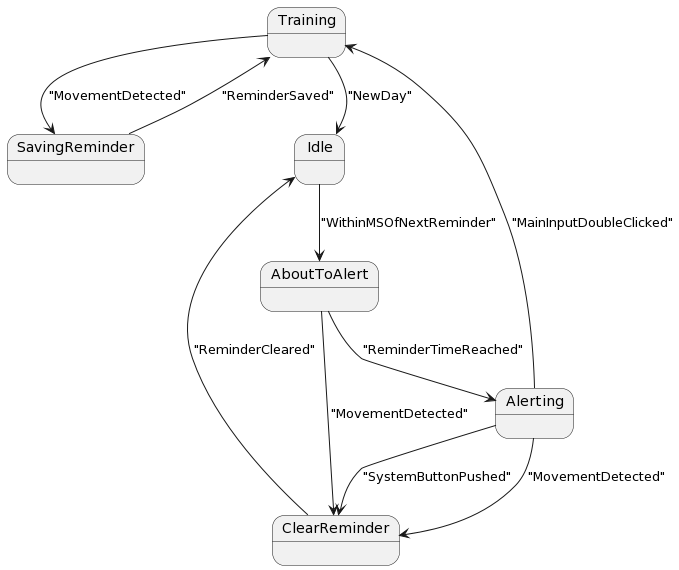 Training
"MovementDetected"
"ReminderSaved"
"NewDay"
SavingReminder
Idle
"WithinMSOfNextReminder"
"MainInputDoubleClicked"
AboutToAlert
"ReminderCleared"
"ReminderTimeReached"
Alerting
"MovementDetected"
"SystemButtonPushed"
"MovementDetected"
ClearReminder